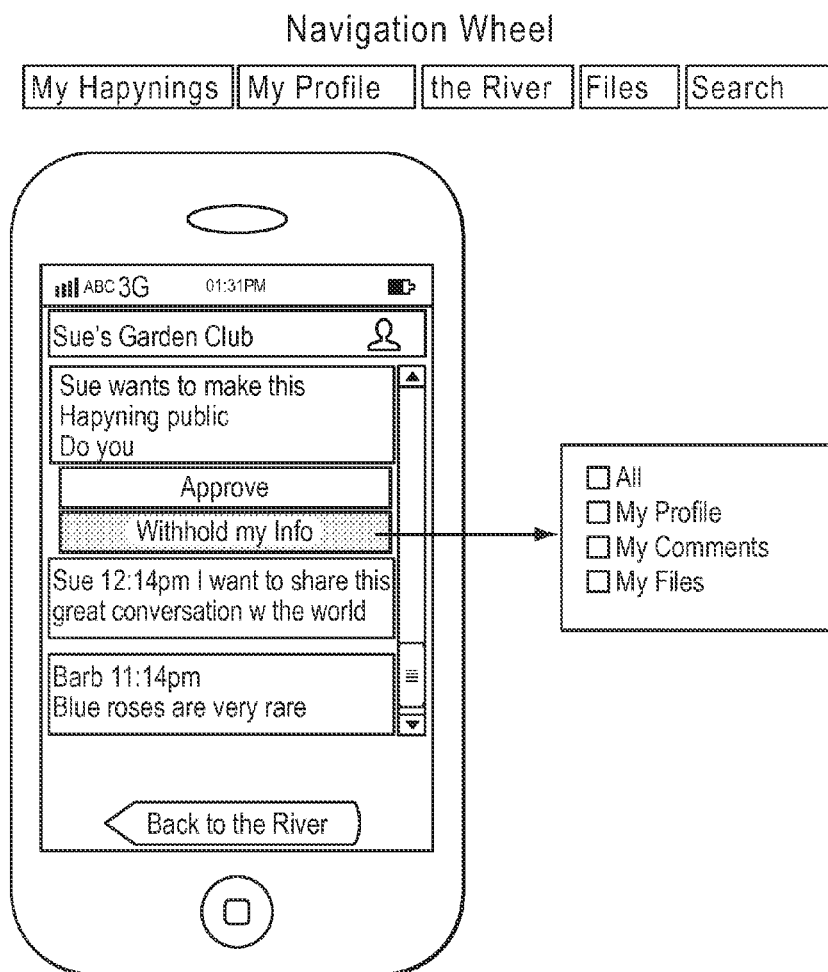 Navigation Wheel
My Hapynings My Profile the River Files Search
ABC 3G 01:31PM
Sue's Garden Club
Sue wants to make this
Hapyning public
Do you
Approve
Withhold my Info
All
My Profile
My Comments
My Files
Sue 12:14pm I want to share this
great conversation w the world
Barb 11:14pm
Blue roses are very rare
Back to the River